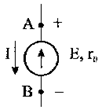 A +
I E, r₀
B −